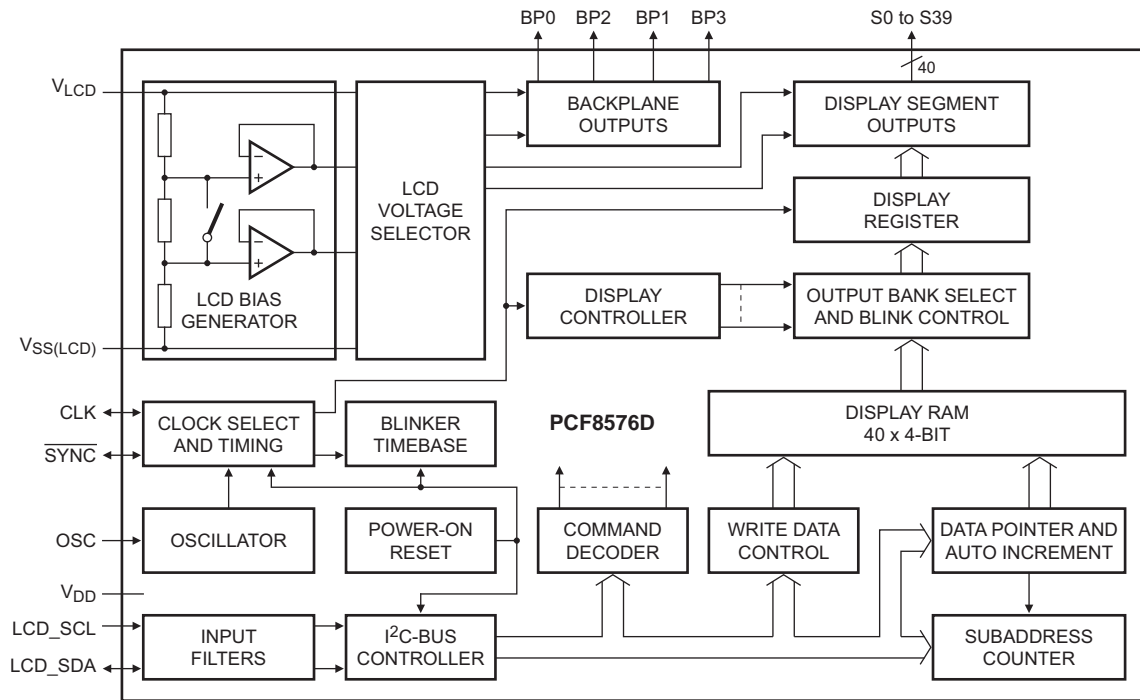 BP0 BP2 BP1 BP3 S0 to S39
40
V_LCD
BACKPLANE
OUTPUTS
DISPLAY SEGMENT
OUTPUTS
LCD
VOLTAGE
SELECTOR
DISPLAY
REGISTER
LCD BIAS
GENERATOR
DISPLAY
CONTROLLER
OUTPUT BANK SELECT
AND BLINK CONTROL
V_SS(LCD)
CLK
SYNC
CLOCK SELECT
AND TIMING
BLINKER
TIMEBASE
PCF8576D
DISPLAY RAM
40 x 4-BIT
OSC
OSCILLATOR
POWER-ON
RESET
COMMAND
DECODER
WRITE DATA
CONTROL
DATA POINTER AND
AUTO INCREMENT
V_DD
LCD_SCL
LCD_SDA
INPUT
FILTERS
I²C-BUS
CONTROLLER
SUBADDRESS
COUNTER